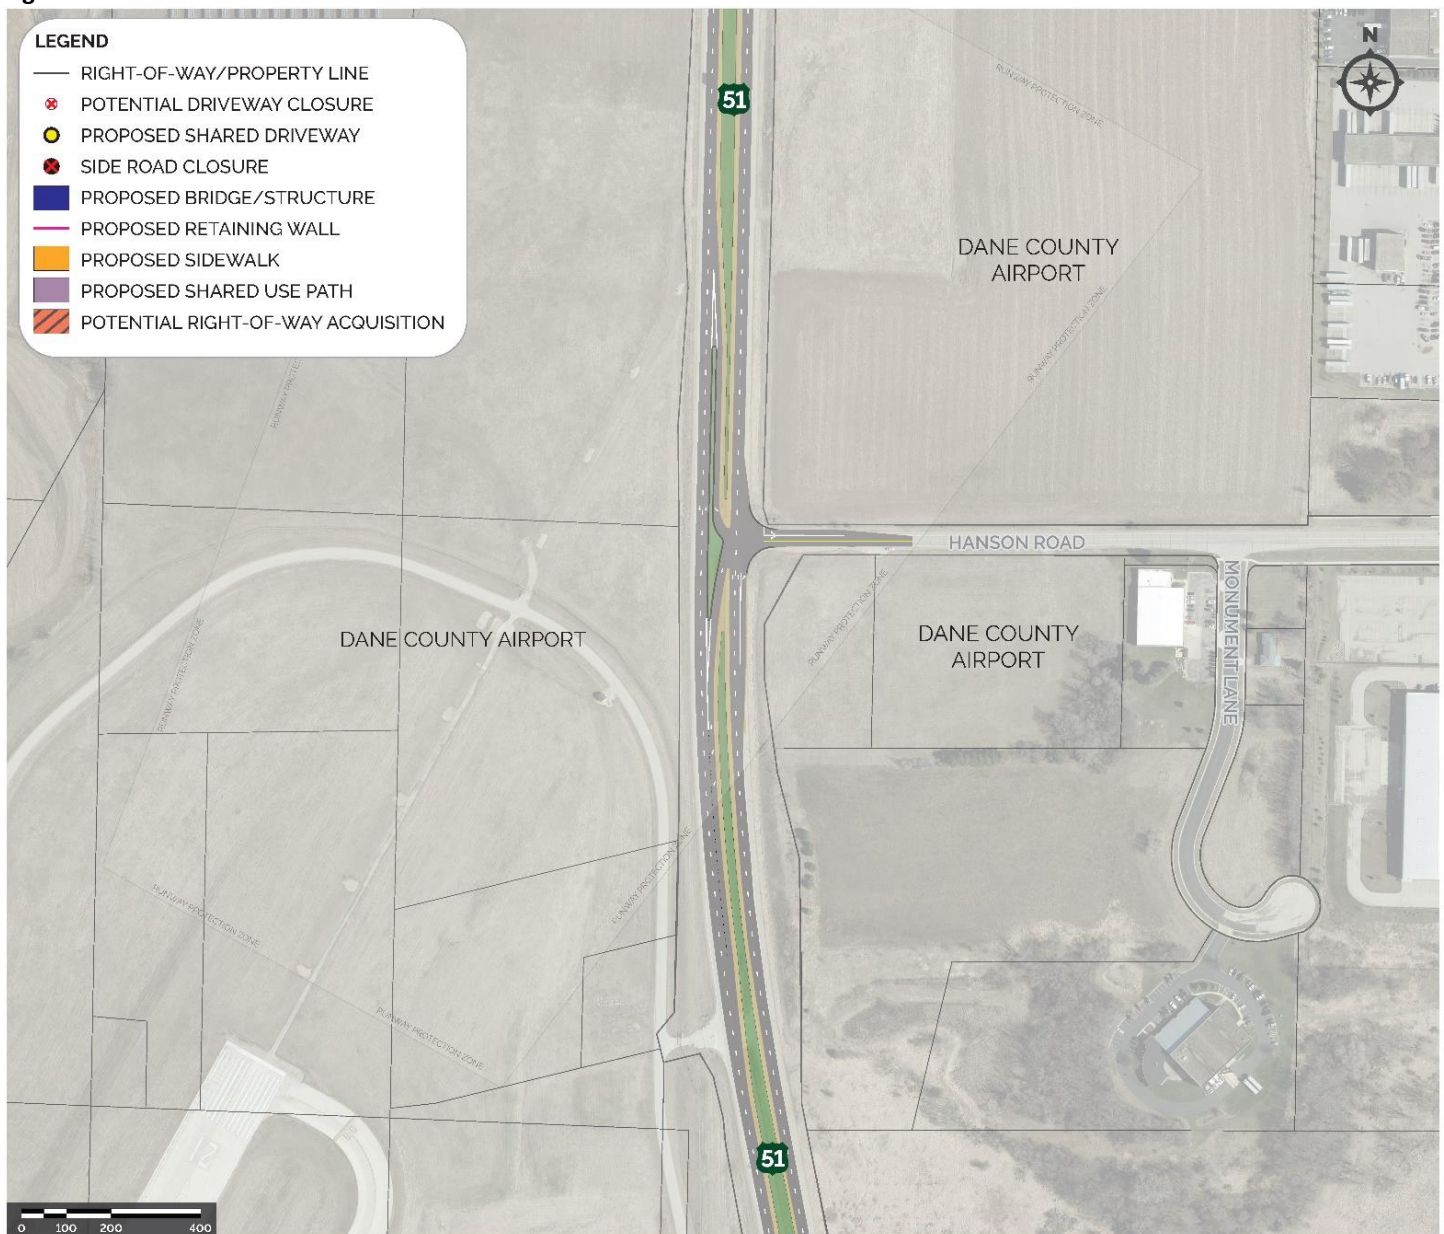 LEGEND
RIGHT-OF-WAY/PROPERTY LINE
POTENTIAL DRIVEWAY CLOSURE
PROPOSED SHARED DRIVEWAY
SIDE ROAD CLOSURE
PROPOSED BRIDGE/STRUCTURE
PROPOSED RETAINING WALL
PROPOSED SIDEWALK
PROPOSED SHARED USE PATH
POTENTIAL RIGHT-OF-WAY ACQUISITION
N
51
RUNWAY PROTECTION ZONE
DANE COUNTY
AIRPORT
RUNWAY PROTECTION ZONE
HANSON ROAD
MONUMENT LANE
RUNWAY PROTECTION ZONE
DANE COUNTY AIRPORT
RUNWAY PROTECTION ZONE
DANE COUNTY
AIRPORT
RUNWAY PROTECTION ZONE
RUNWAY PROTECTION ZONE
RUNWAY PROTECTION ZONE
51
0 100 200 400